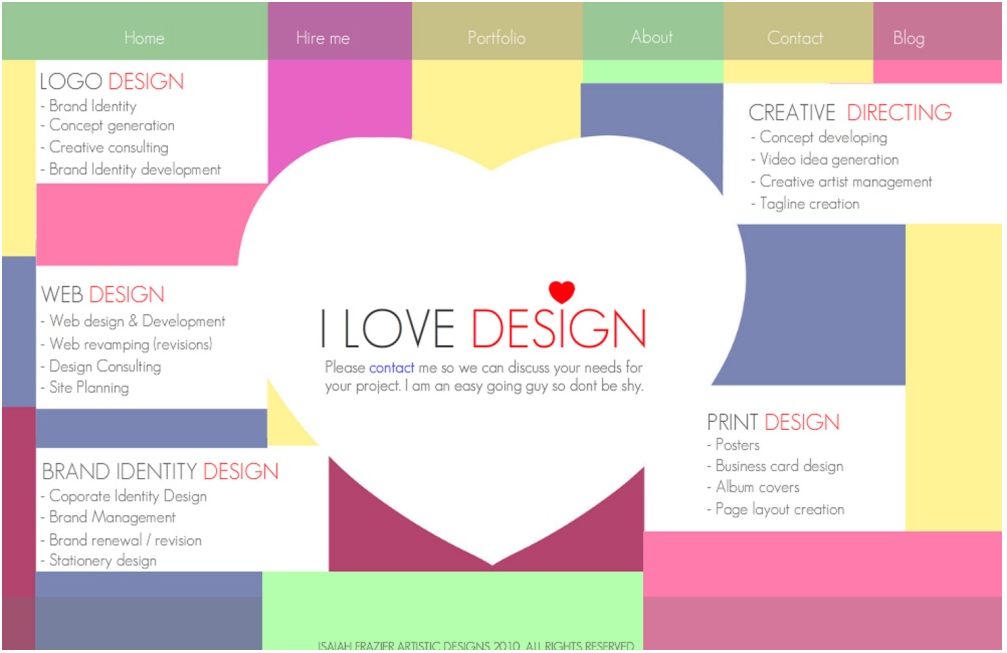 Home Hire me Portfolio About Contact Blog
LOGO DESIGN
- Brand Identity
- Concept generation
- Creative consulting
- Brand Identity development
CREATIVE DIRECTING
- Concept developing
- Video idea generation
- Creative artist management
- Tagline creation
WEB DESIGN
- Web design & Development
- Web revamping (revisions)
- Design Consulting
- Site Planning
I LOVE DESIGN
Please contact me so we can discuss your needs for
your project. I am an easy going guy so dont be shy.
PRINT DESIGN
- Posters
- Business card design
- Album covers
- Page layout creation
BRAND IDENTITY DESIGN
- Coporate Identity Design
- Brand Management
- Brand renewal / revision
- Stationery design
ISAIAH FRAZIER ARTISTIC DESIGNS 2010 ALL RIGHTS RESERVED